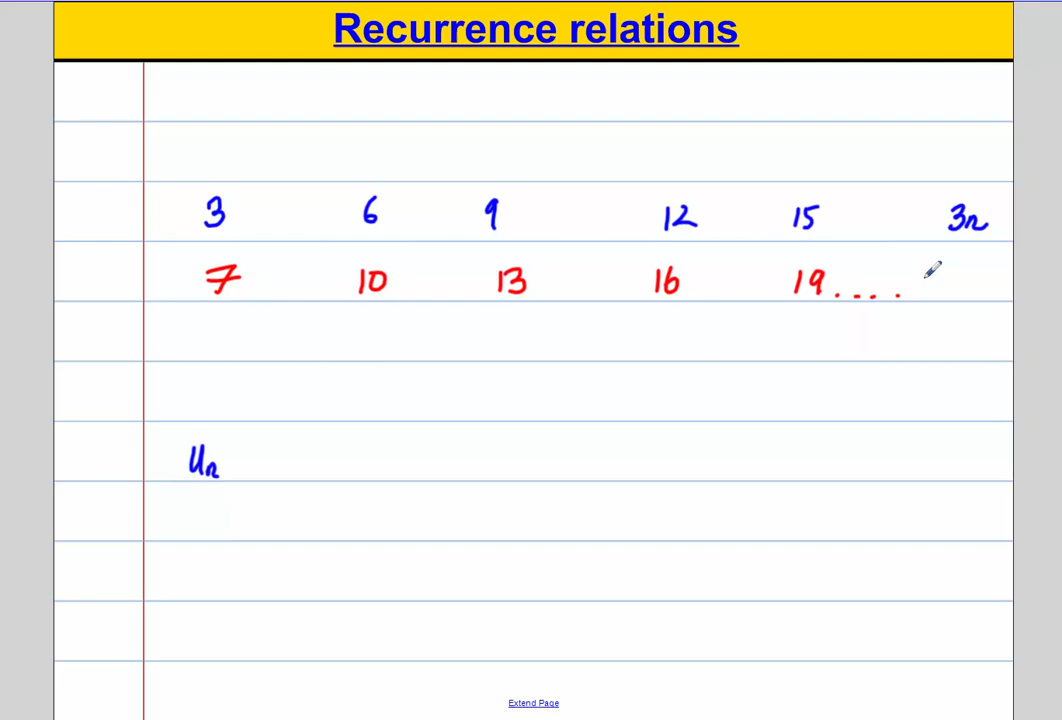 Recurrence relations
3 6 9 12 15 3n
7 10 13 16 19....
Un
Extend Page